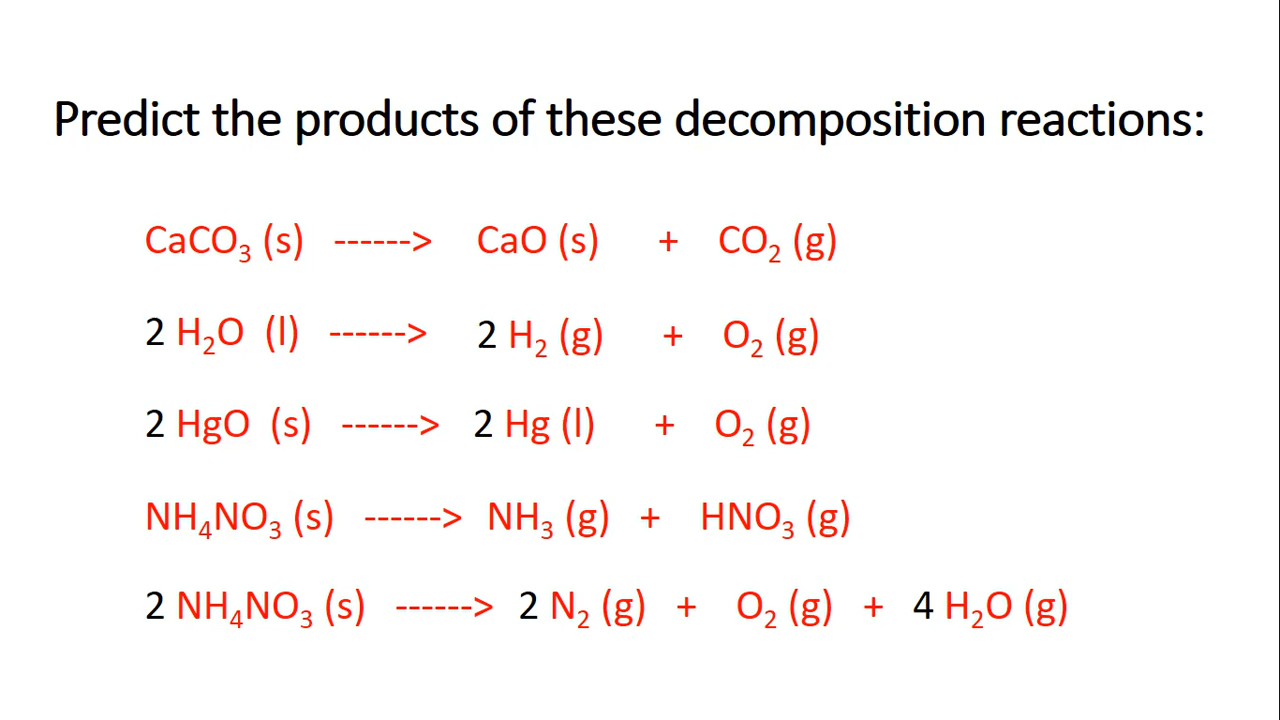 Predict the products of these decomposition reactions:
CaCO₃ (s) ------> CaO (s) + CO₂ (g)
2 H₂O (l) ------> 2 H₂ (g) + O₂ (g)
2 HgO (s) ------> 2 Hg (l) + O₂ (g)
NH₄NO₃ (s) ------> NH₃ (g) + HNO₃ (g)
2 NH₄NO₃ (s) ------> 2 N₂ (g) + O₂ (g) + 4 H₂O (g)